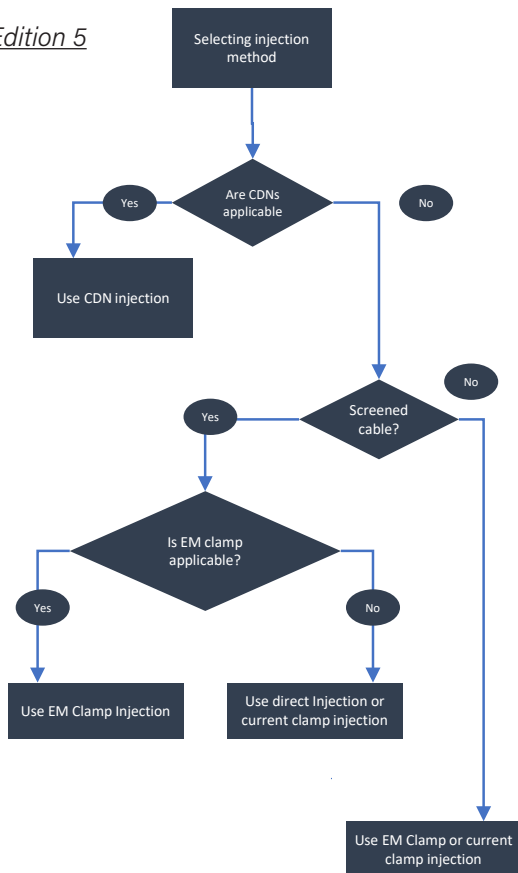 Edition 5
Selecting injection
method
Are CDNs
applicable
Yes
No
Use CDN injection
No
Screened
cable?
Yes
Is EM clamp
applicable?
Yes
No
Use EM Clamp Injection
Use direct Injection or
current clamp injection
Use EM Clamp or current
clamp injection